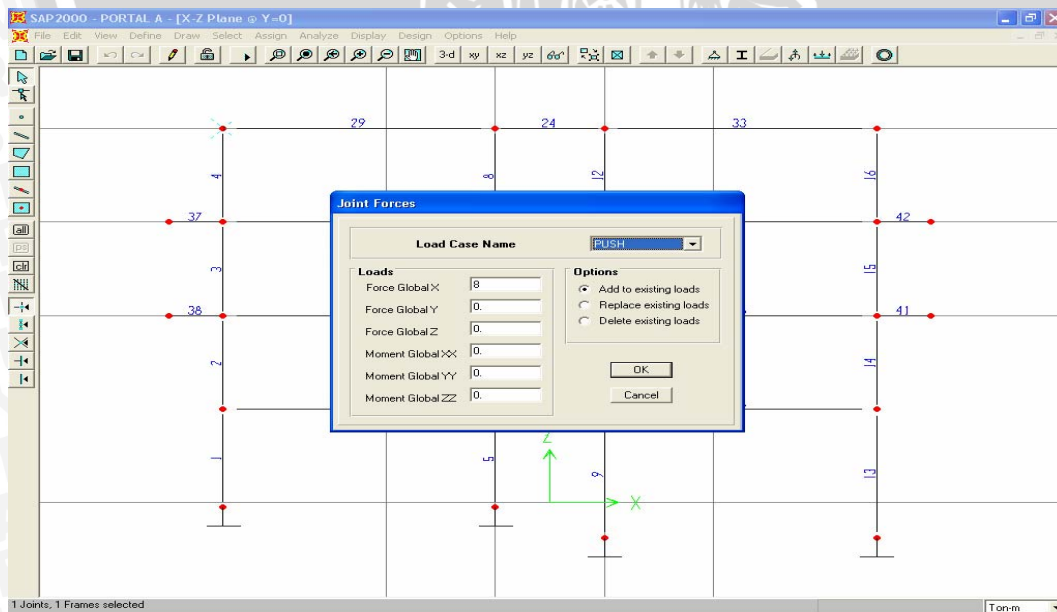 SAP2000 - PORTAL A - [X-Z Plane @ Y=0]
File Edit View Define Draw Select Assign Analyze Display Design Options Help
3-d xy xz yz
all
ps
clr
29 24 33
4 8 12 16
37 42
Joint Forces
Load Case Name PUSH
Loads
Force Global X 8
Force Global Y 0.
Force Global Z 0.
Moment Global XX 0.
Moment Global YY 0.
Moment Global ZZ 0.
Options
Add to existing loads
Replace existing loads
Delete existing loads
OK
Cancel
3 15
38 41
2 14
1 5 9 13
Z
X
1 Joints, 1 Frames selected
Ton-m